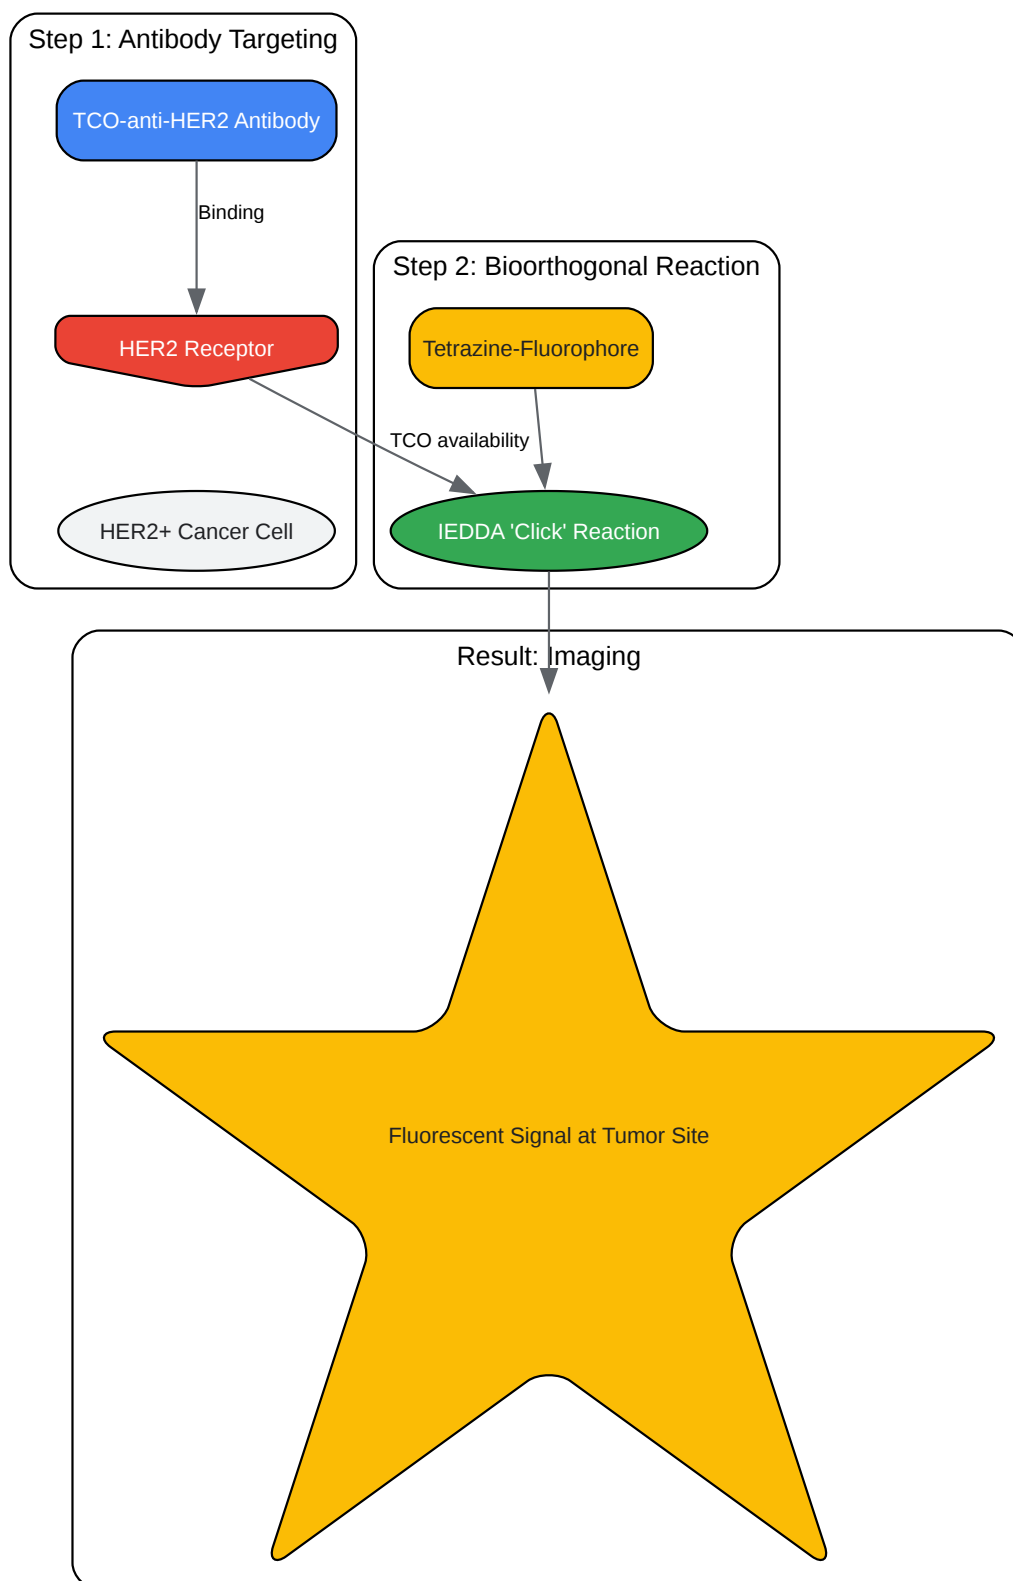 Step 1: Antibody Targeting
TCO-anti-HER2 Antibody
Binding
HER2 Receptor
HER2+ Cancer Cell
Step 2: Bioorthogonal Reaction
Tetrazine-Fluorophore
TCO availability
IEDDA 'Click' Reaction
Result: Imaging
Fluorescent Signal at Tumor Site